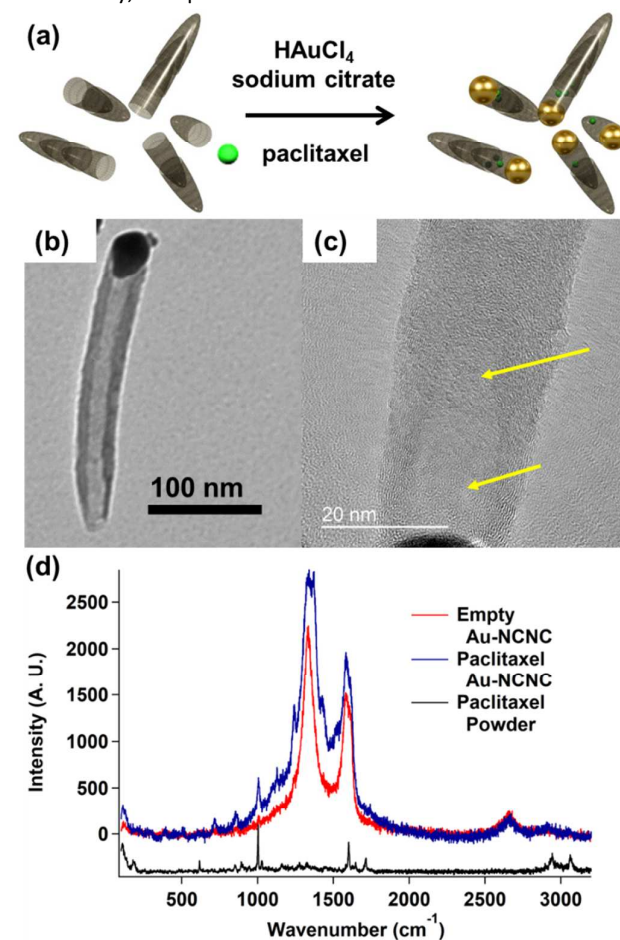 (a)
HAuCl4
sodium citrate
paclitaxel
(b)
100 nm
(c)
20 nm
(d)
2500
2000
1500
1000
500
0
Intensity (A. U.)
Empty
Au-NCNC
Paclitaxel
Au-NCNC
Paclitaxel
Powder
500
1000
1500
2000
2500
3000
Wavenumber (cm-1)